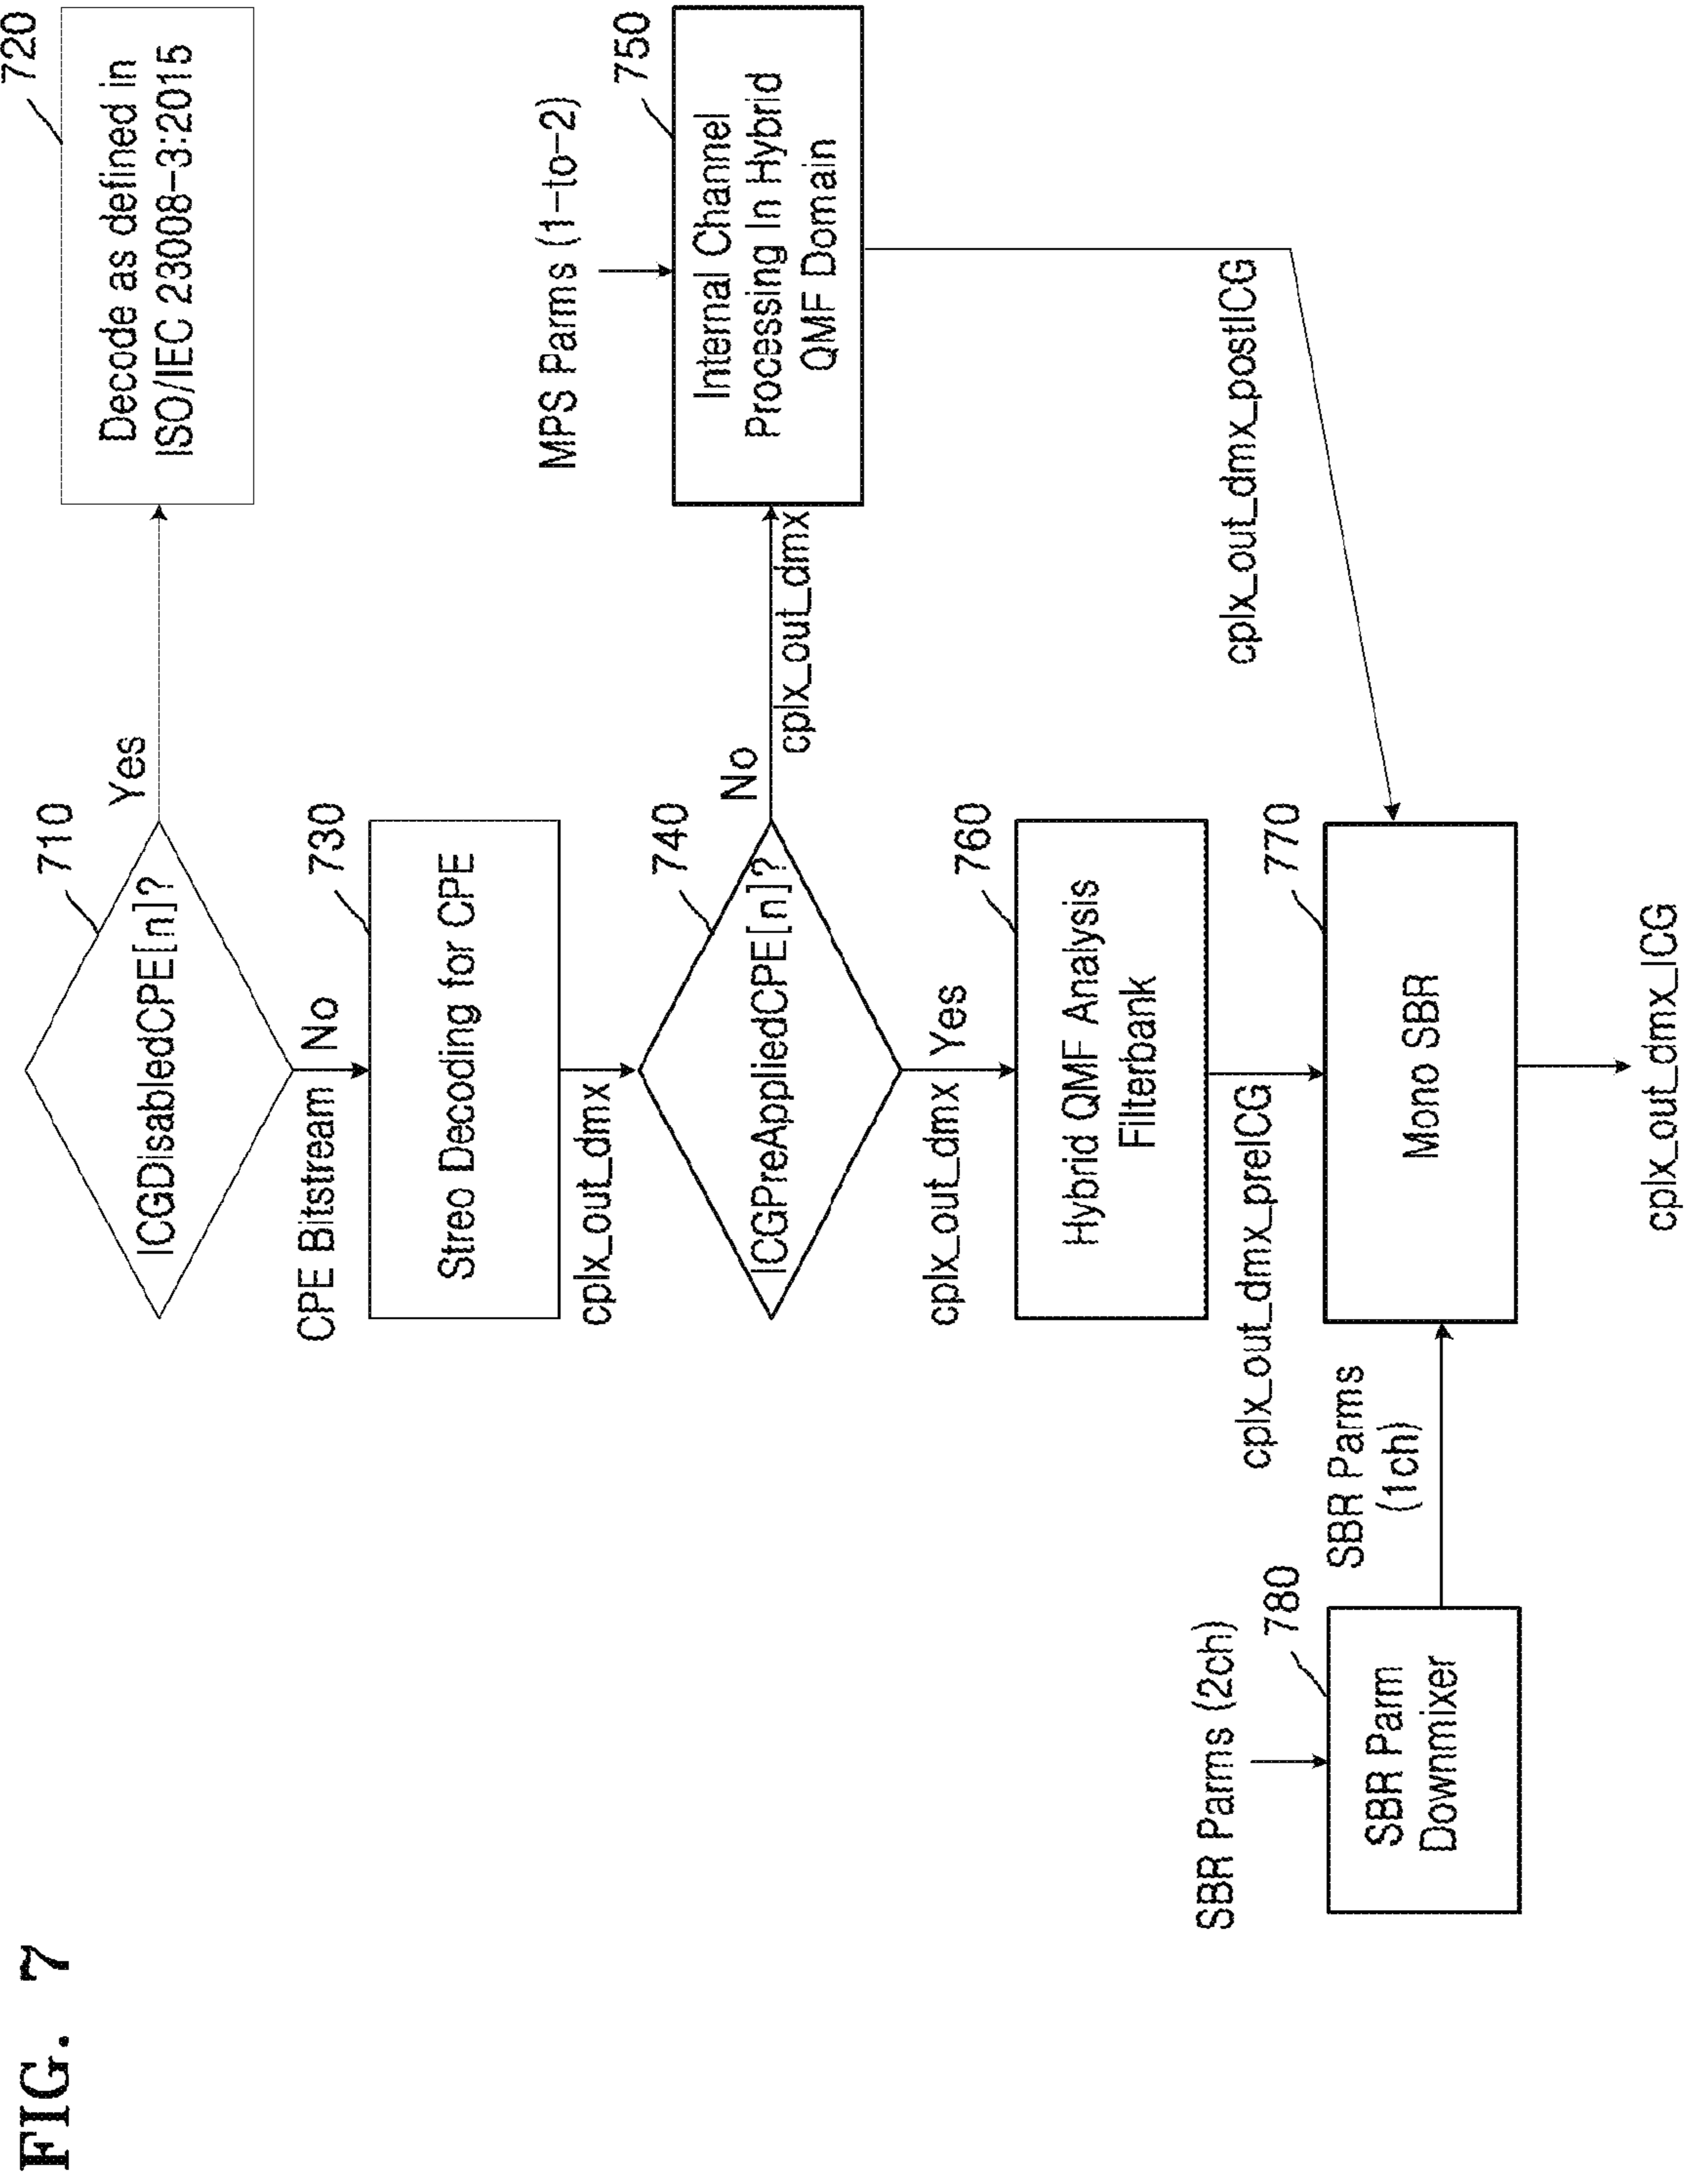 FIG. 7
710
ICGDisabledCPE[n]?
Yes
720
Decode as defined in
ISO/IEC 23008-3:2015
No
CPE Bitstream
730
Streo Decoding for CPE
cplx_out_dmx
740
ICGPreAppliedCPE[n]?
No
cplx_out_dmx
MPS Parms (1-to-2)
750
Internal Channel
Processing In Hybrid
QMF Domain
Yes
cplx_out_dmx
760
Hybrid QMF Analysis
Filterbank
cplx_out_dmx_preICG
cplx_out_dmx_postICG
SBR Parms (2ch)
780
SBR Parm
Downmixer
SBR Parms
(1ch)
770
Mono SBR
cplx_out_dmx_ICG